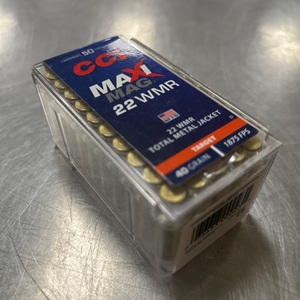 50
CCI
MAXI
MAG
22 WMR
22 WMR
TOTAL METAL JACKET
TARGET
40 GRAIN
1875 FPS